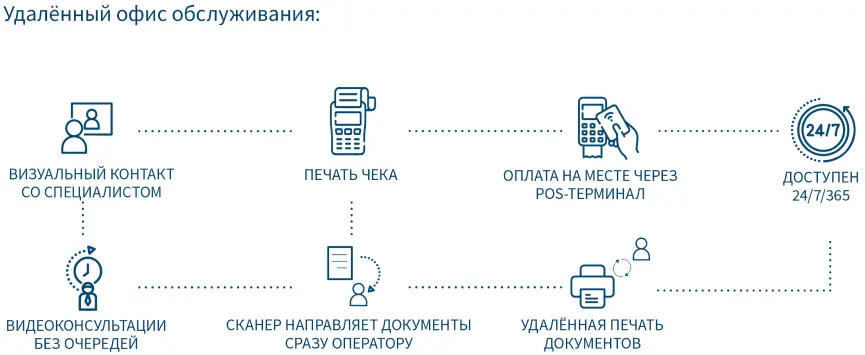 Удалённый офис обслуживания:
24/7
ВИЗУАЛЬНЫЙ КОНТАКТ
СО СПЕЦИАЛИСТОМ
ПЕЧАТЬ ЧЕКА
ОПЛАТА НА МЕСТЕ ЧЕРЕЗ
POS-ТЕРМИНАЛ
ДОСТУПЕН
24/7/365
ВИДЕОКОНСУЛЬТАЦИИ
БЕЗ ОЧЕРЕДЕЙ
СКАНЕР НАПРАВЛЯЕТ ДОКУМЕНТЫ
СРАЗУ ОПЕРАТОРУ
УДАЛЁННАЯ ПЕЧАТЬ
ДОКУМЕНТОВ